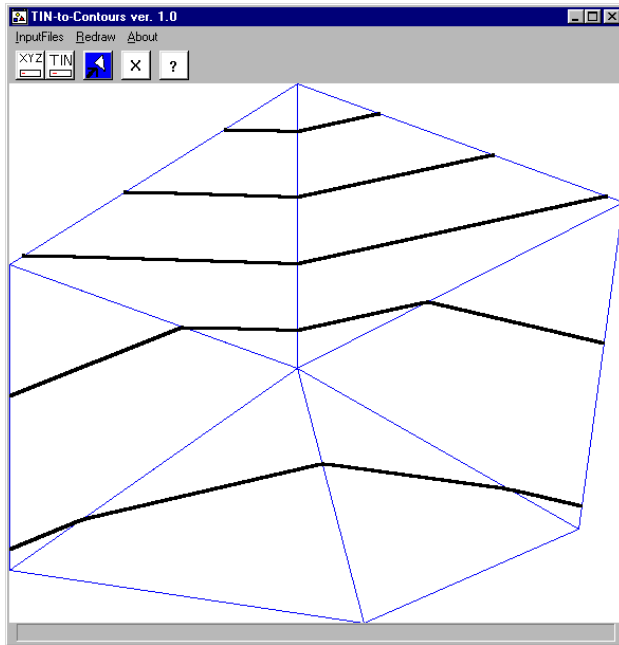 TIN-to-Contours ver. 1.0
InputFiles Redraw About
XYZ TIN X ?